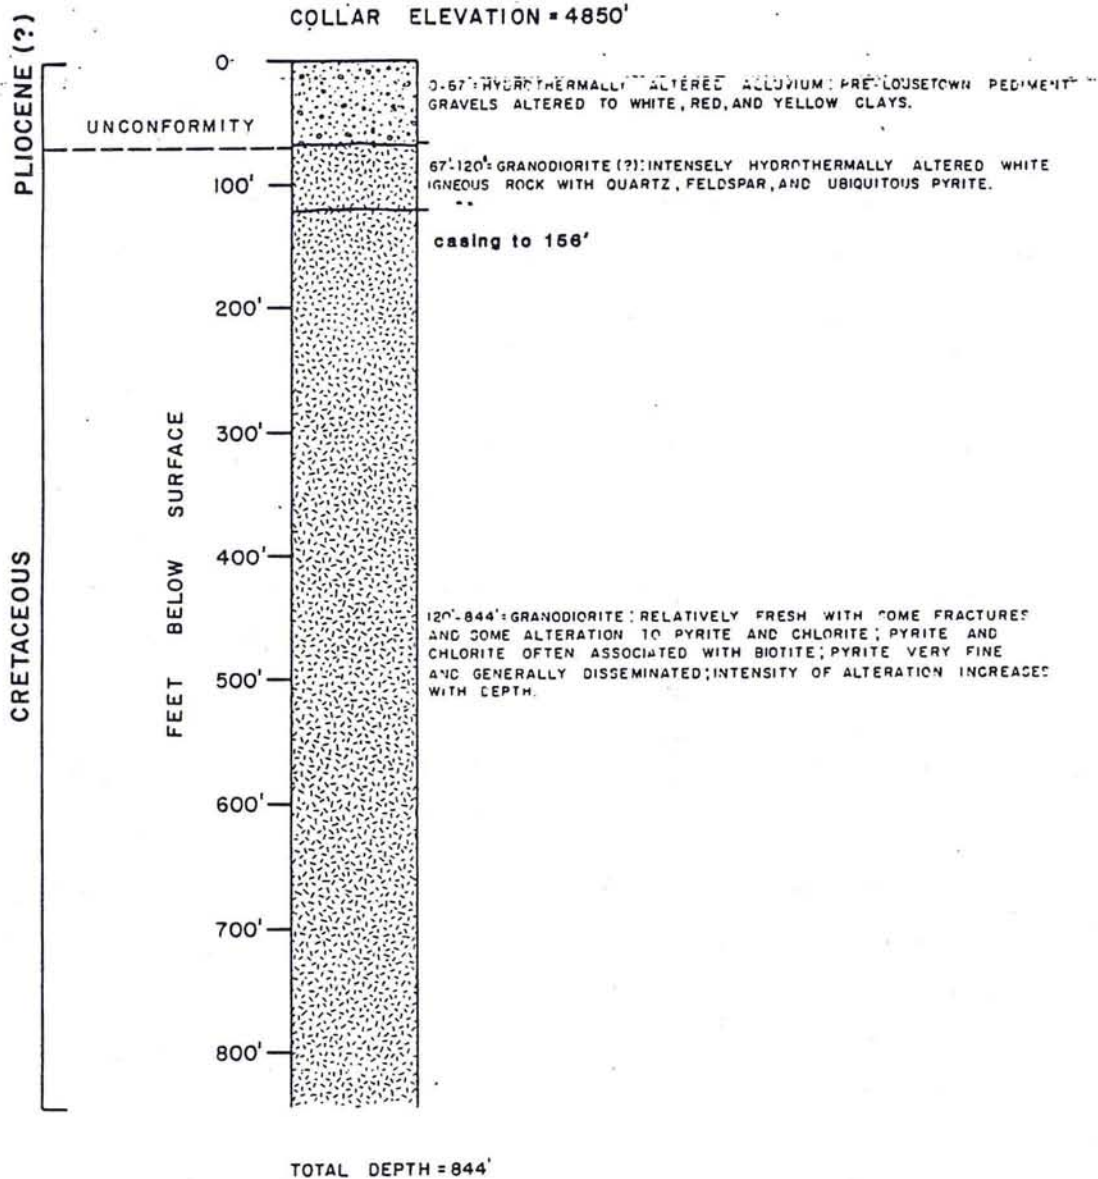 COLLAR ELEVATION = 4850'
PLIOCENE (?)
0
0-67' = HYDROTHERMALLY ALTERED ALLUVIUM : PRE-LOUSETOWN PEDIMENT
GRAVELS ALTERED TO WHITE, RED, AND YELLOW CLAYS.
UNCONFORMITY
67'-120' = GRANODIORITE (?): INTENSELY HYDROTHERMALLY ALTERED WHITE
IGNEOUS ROCK WITH QUARTZ, FELDSPAR, AND UBIQUITOUS PYRITE.
100'
casing to 156'
200'
300'
FEET BELOW SURFACE
400'
CRETACEOUS
120'-844' = GRANODIORITE ; RELATIVELY FRESH WITH SOME FRACTURES
AND SOME ALTERATION TO PYRITE AND CHLORITE ; PYRITE AND
CHLORITE OFTEN ASSOCIATED WITH BIOTITE ; PYRITE VERY FINE
AND GENERALLY DISSEMINATED ; INTENSITY OF ALTERATION INCREASES
WITH DEPTH.
500'
600'
700'
800'
TOTAL DEPTH = 844'